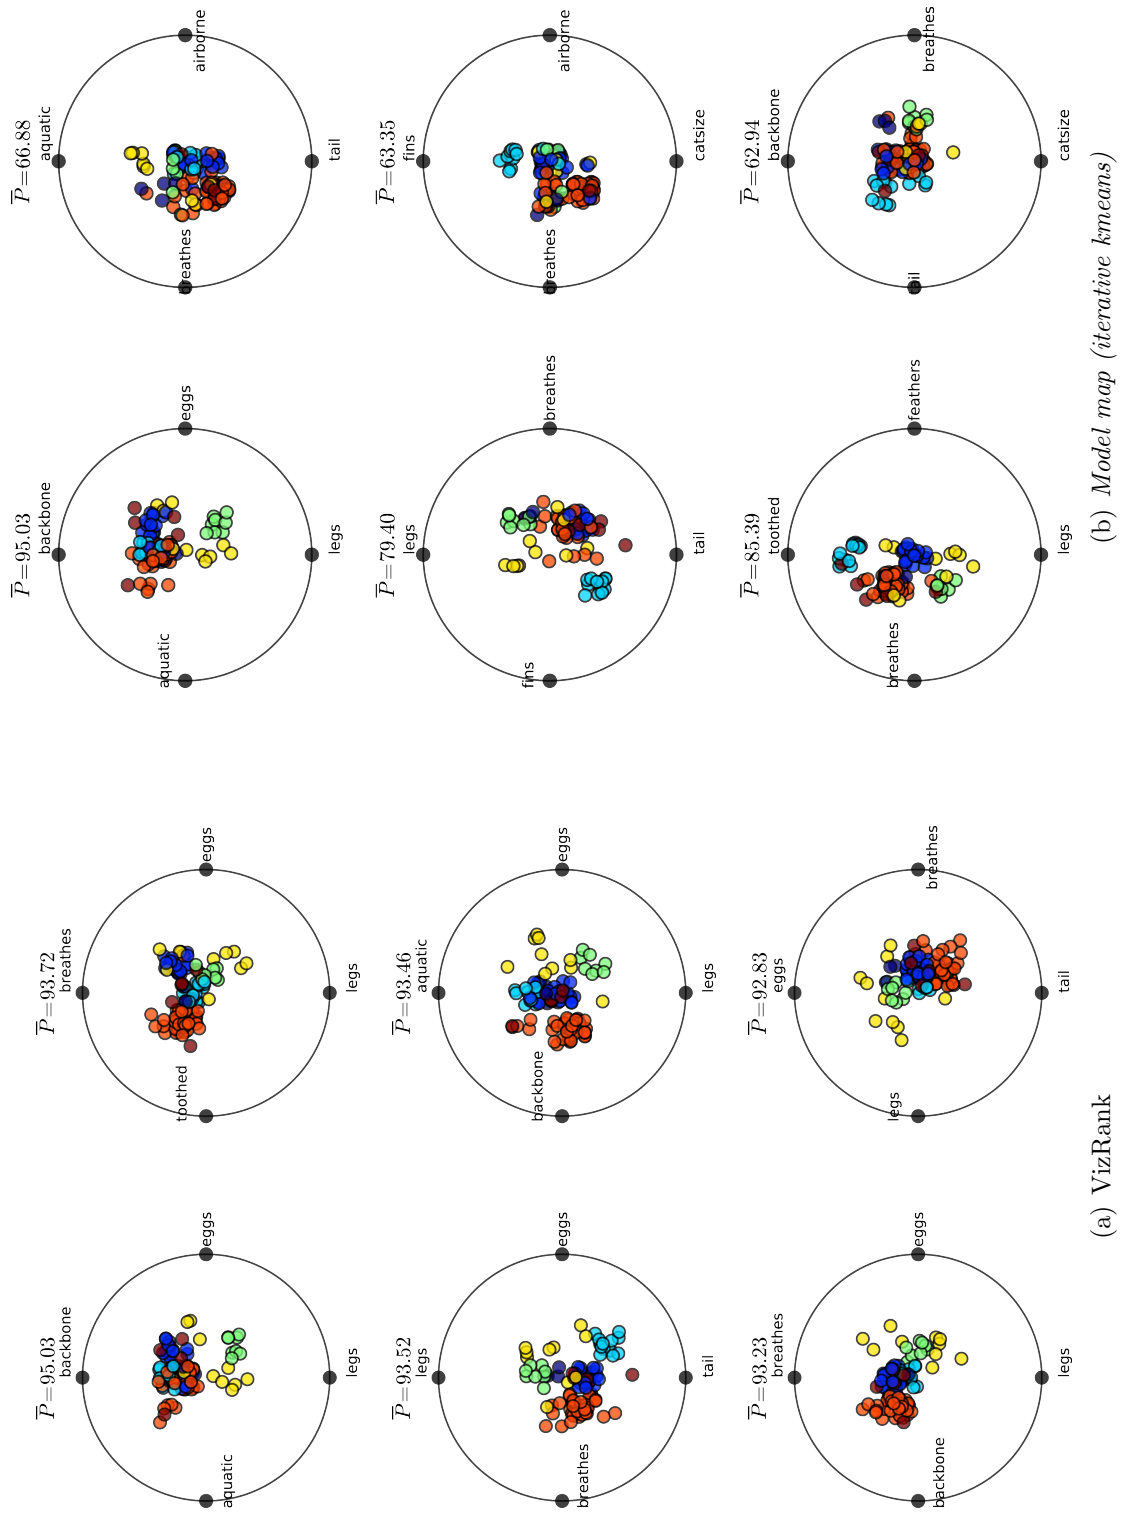 P̅=95.03
backbone
aquatic
eggs
legs
P̅=93.72
breathes
toothed
eggs
legs
P̅=93.52
legs
breathes
eggs
tail
P̅=93.46
aquatic
backbone
eggs
legs
P̅=93.23
breathes
backbone
eggs
legs
P̅=92.83
eggs
legs
breathes
tail
(a) VizRank
P̅=95.03
backbone
aquatic
eggs
legs
P̅=66.88
aquatic
breathes
airborne
tail
P̅=79.40
legs
fins
breathes
tail
P̅=63.35
fins
breathes
airborne
catsize
P̅=85.39
toothed
breathes
feathers
legs
P̅=62.94
backbone
tail
breathes
catsize
(b) Model map (iterative kmeans)